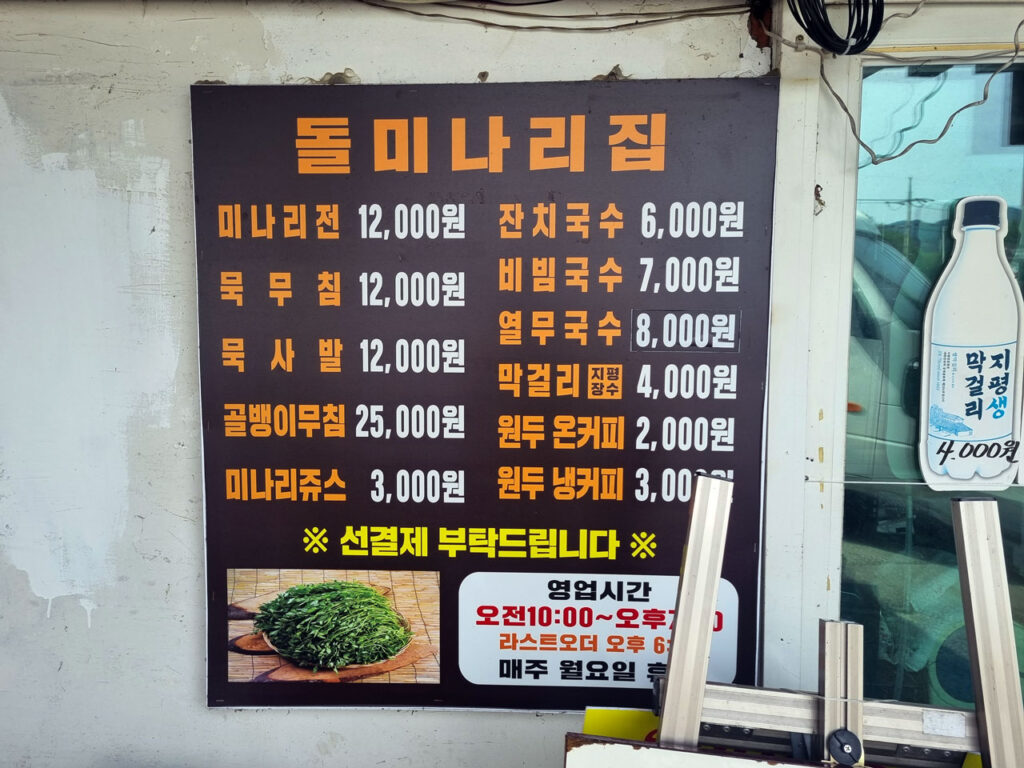 돌미나리집
미나리전 12,000원
묵무침 12,000원
묵사발 12,000원
골뱅이무침 25,000원
미나리쥬스 3,000원
잔치국수 6,000원
비빔국수 7,000원
열무국수 8,000원
막걸리 지평장수 4,000원
원두 온커피 2,000원
원두 냉커피 3,00
※ 선결제 부탁드립니다 ※
영업시간
오전10:00~오후
라스트오더 오후 6:
매주 월요일
지평생
막걸리
4.000원